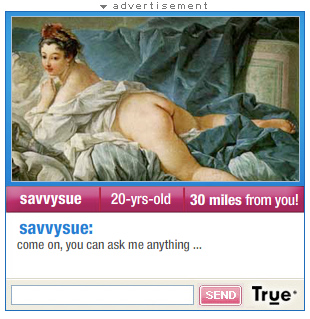 advertisement
savvysue 20-yrs-old 30 miles from you!
savvysue:
come on, you can ask me anything ...
SEND True